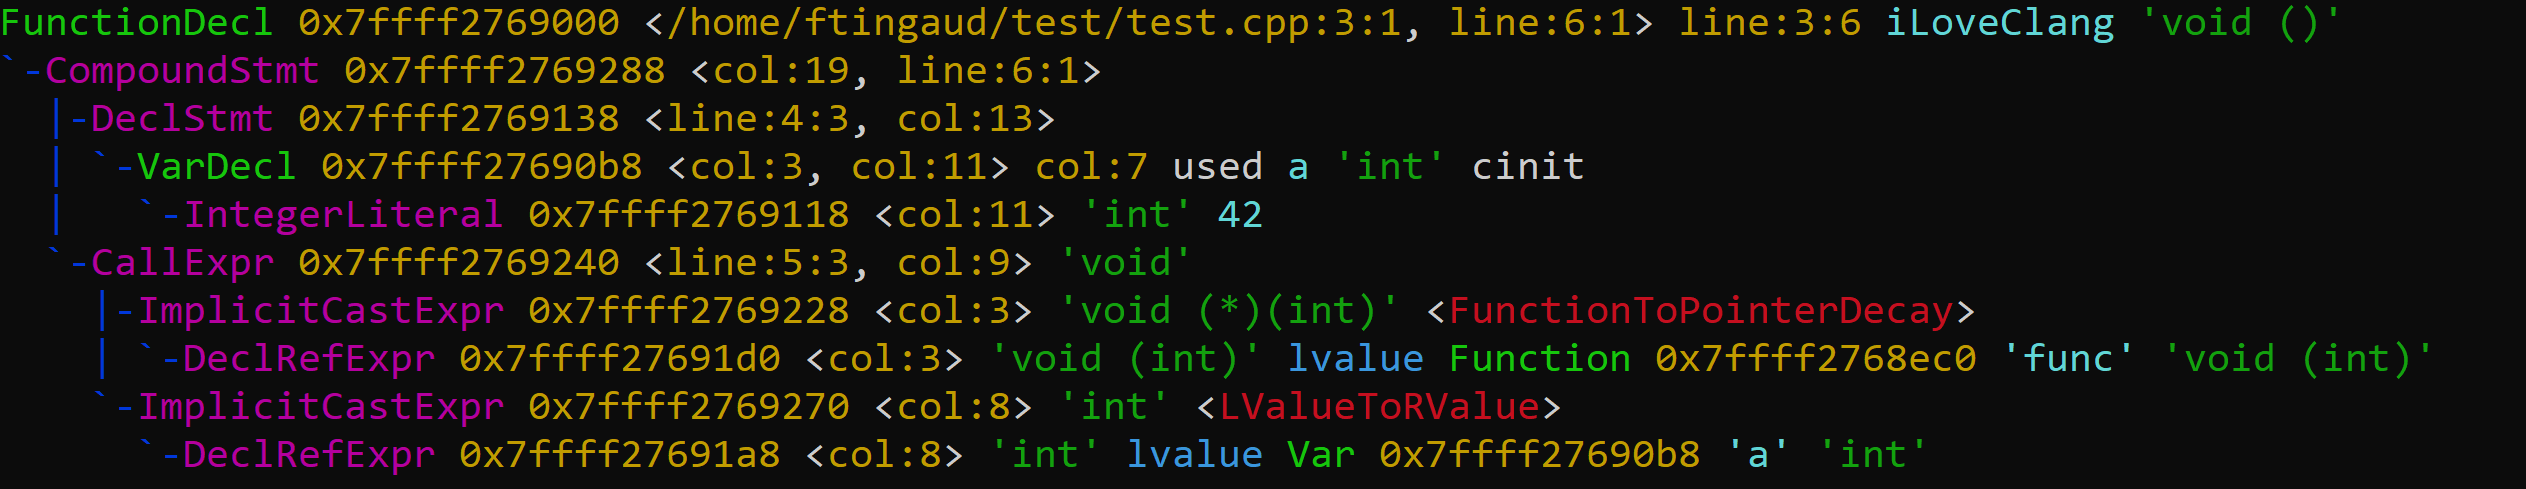 FunctionDecl 0x7ffff2769000 </home/ftingaud/test/test.cpp:3:1, line:6:1> line:3:6 iLoveClang 'void ()'
`-CompoundStmt 0x7ffff2769288 <col:19, line:6:1>
  |-DeclStmt 0x7ffff2769138 <line:4:3, col:13>
  | `-VarDecl 0x7ffff27690b8 <col:3, col:11> col:7 used a 'int' cinit
  |   `-IntegerLiteral 0x7ffff2769118 <col:11> 'int' 42
  `-CallExpr 0x7ffff2769240 <line:5:3, col:9> 'void'
    |-ImplicitCastExpr 0x7ffff2769228 <col:3> 'void (*)(int)' <FunctionToPointerDecay>
    | `-DeclRefExpr 0x7ffff27691d0 <col:3> 'void (int)' lvalue Function 0x7ffff2768ec0 'func' 'void (int)'
    `-ImplicitCastExpr 0x7ffff2769270 <col:8> 'int' <LValueToRValue>
      `-DeclRefExpr 0x7ffff27691a8 <col:8> 'int' lvalue Var 0x7ffff27690b8 'a' 'int'